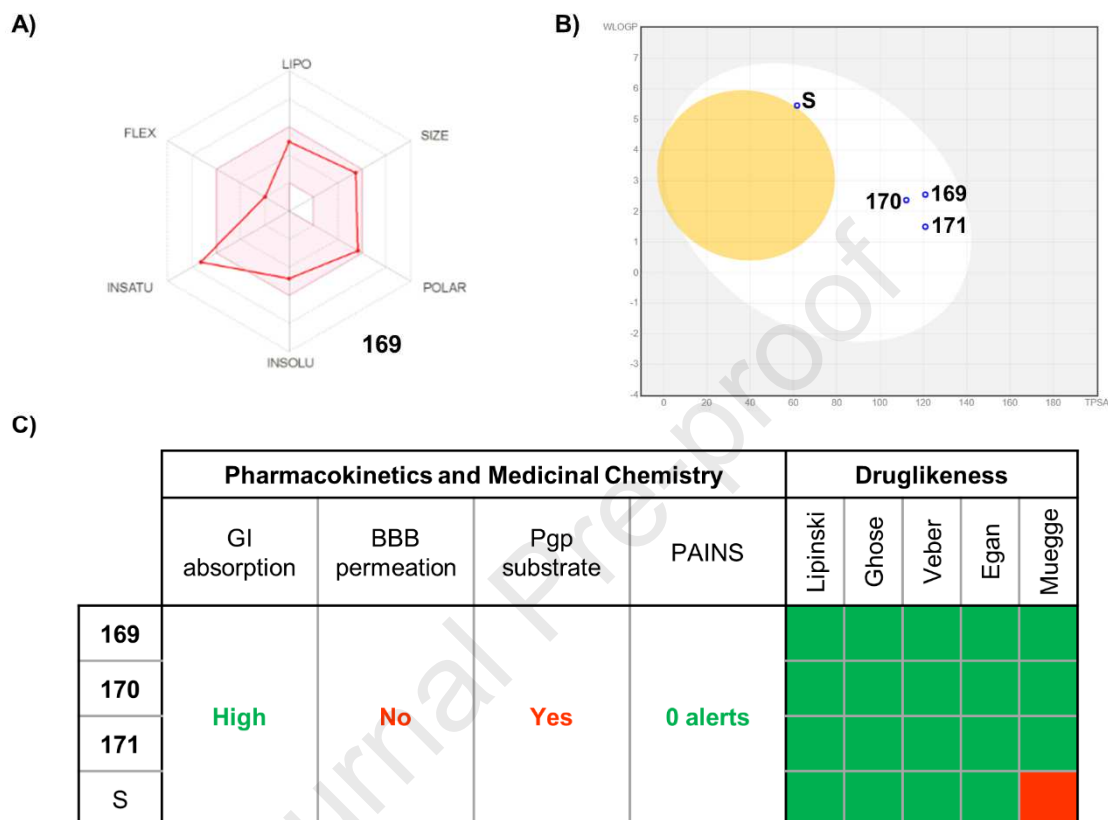 A)
LIPO
FLEX
SIZE
INSATU
POLAR
INSOLU
169
B)
WLOGP
7
6
5
4
3
2
1
0
-1
-2
-3
-4
S
170
169
171
0 20 40 60 80 100 120 140 160 180 TPSA
C)
Pharmacokinetics and Medicinal Chemistry Druglikeness
GI absorption
BBB permeation
Pgp substrate
PAINS
Lipinski
Ghose
Veber
Egan
Muegge
169
170
171
S
High No Yes 0 alerts
urnal Pre-proof